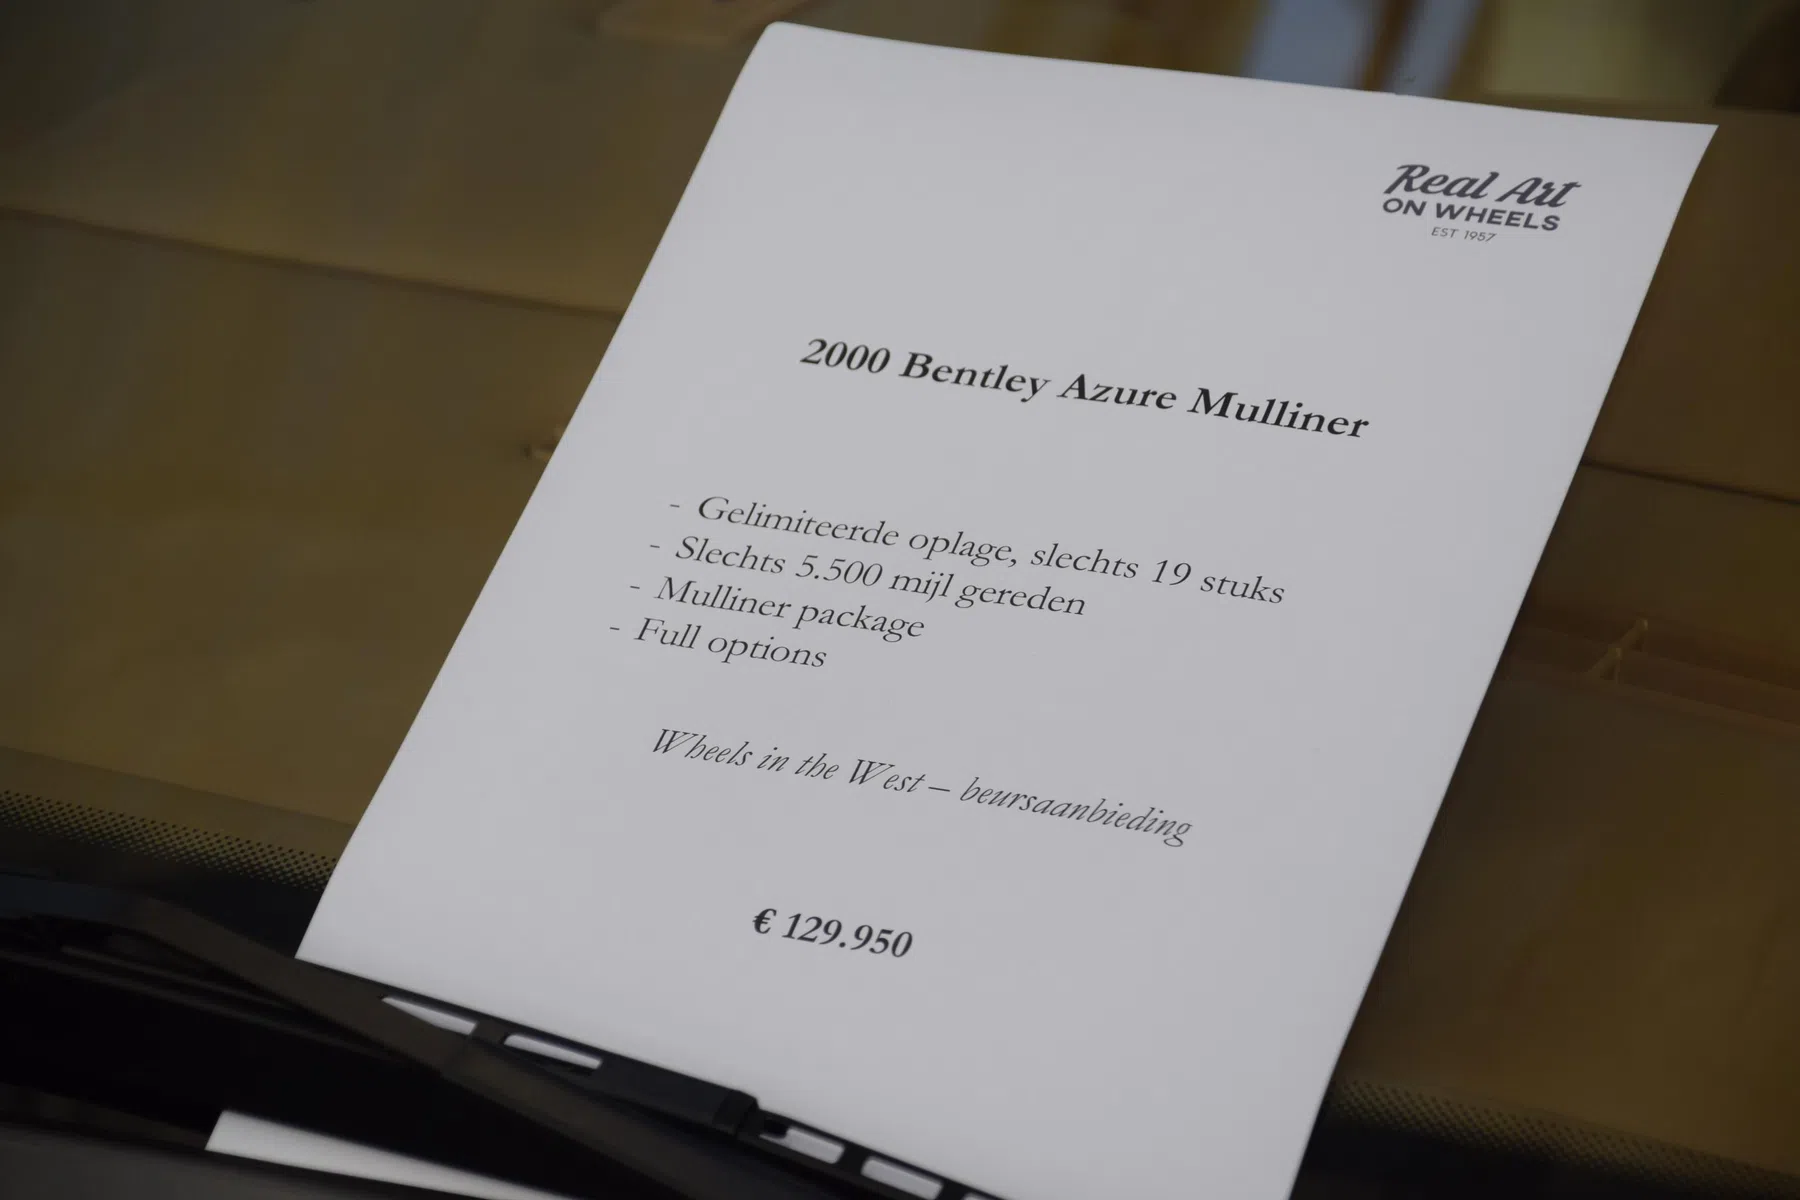 Real Art
ON WHEELS
EST 1957
2000 Bentley Azure Mulliner
- Gelimiteerde oplage, slechts 19 stuks
- Slechts 5.500 mijl gereden
- Mulliner package
- Full options
Wheels in the West – beursaanbieding
€ 129.950